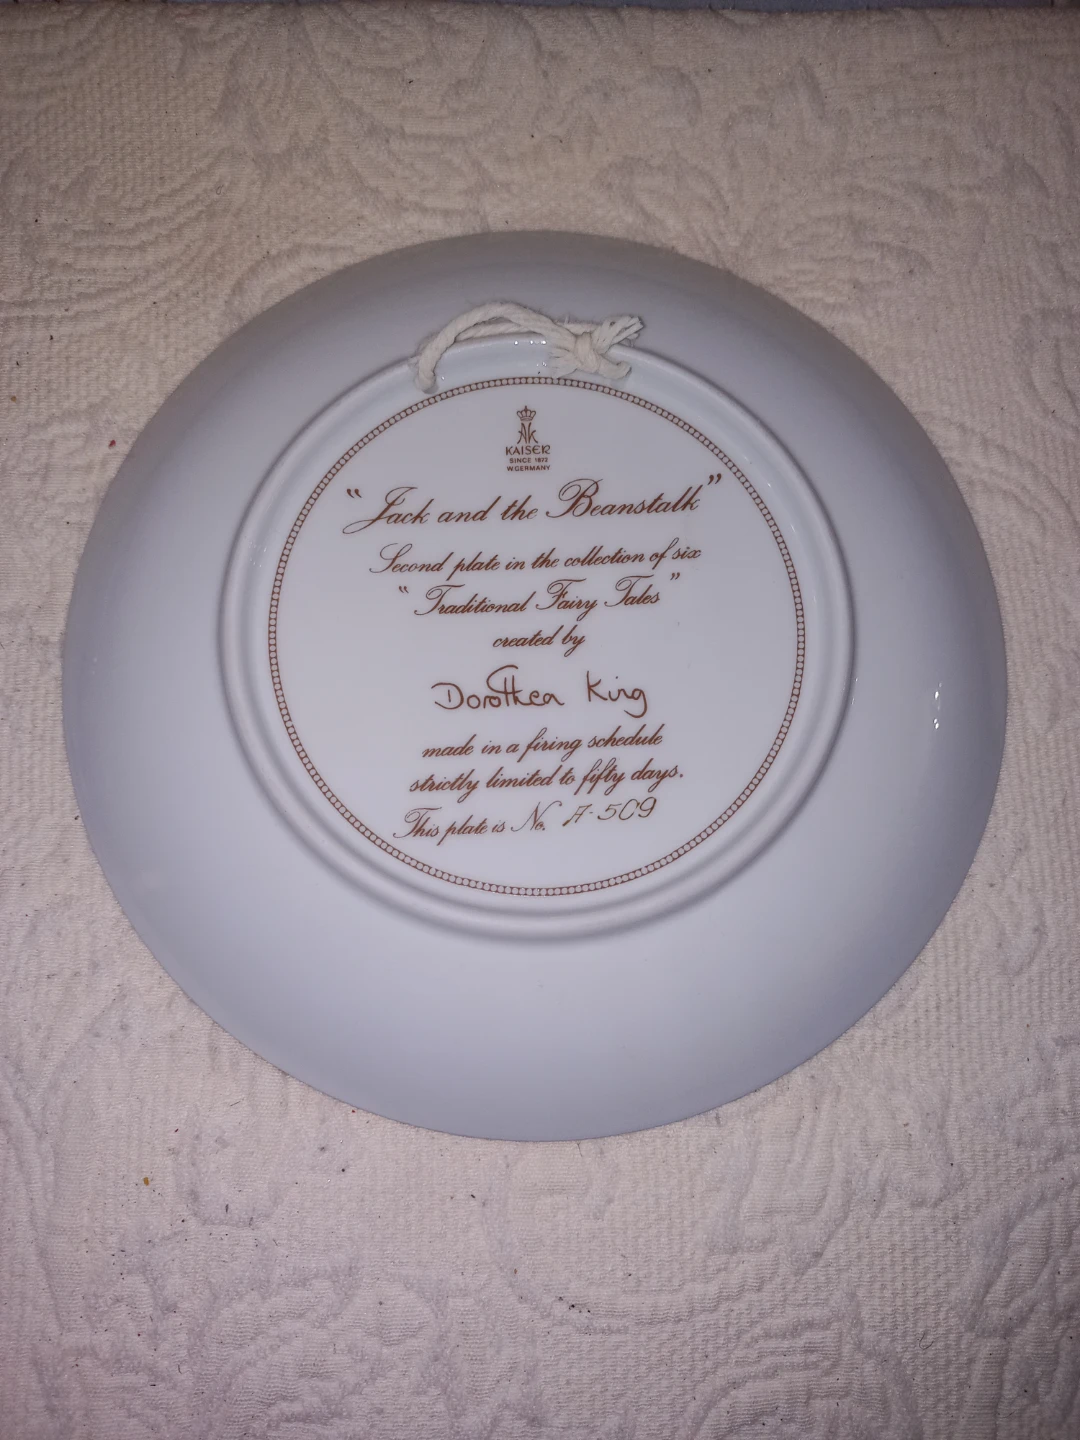 AK
KAISER
SINCE 1872
W.GERMANY
"Jack and the Beanstalk"
Second plate in the collection of six
"Traditional Fairy Tales"
created by
Dorothea King
made in a firing schedule
strictly limited to fifty days.
This plate is No. A-509